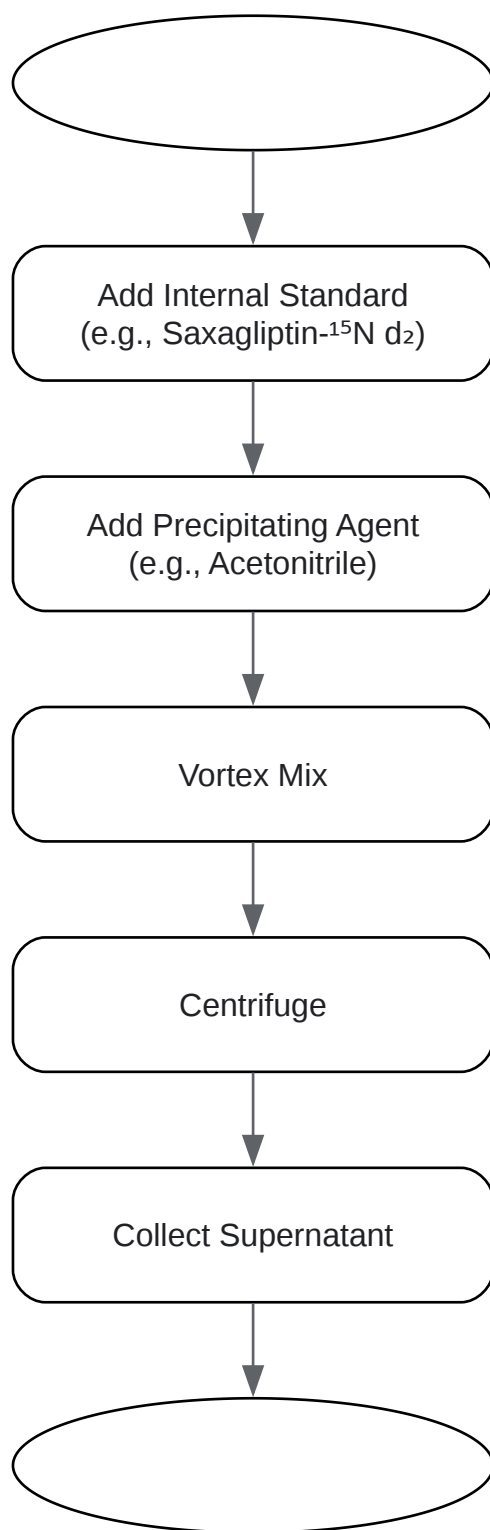 Add Internal Standard
(e.g., Saxagliptin-¹⁵N d₂)
Add Precipitating Agent
(e.g., Acetonitrile)
Vortex Mix
Centrifuge
Collect Supernatant